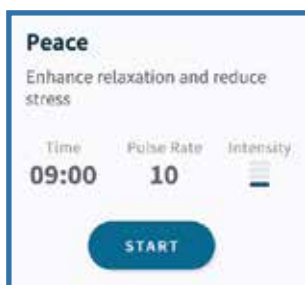 Peace
Enhance relaxation and reduce
stress
Time Pulse Rate Intensity
09:00 10
START